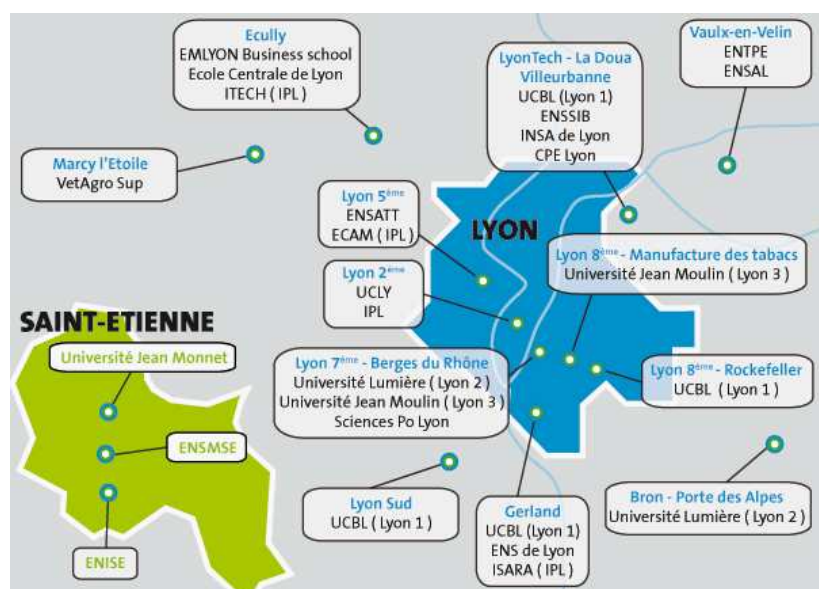 Ecully
EMLYON Business school
Ecole Centrale de Lyon
ITECH ( IPL )
LyonTech - La Doua
Villeurbanne
UCBL (Lyon 1)
ENSSIB
INSA de Lyon
CPE Lyon
Vaulx-en-Velin
ENTPE
ENSAL
Marcy l'Etoile
VetAgro Sup
Lyon 5ème
ENSATT
ECAM ( IPL )
LYON
Lyon 8ème - Manufacture des tabacs
Université Jean Moulin ( Lyon 3 )
Lyon 2ème
UCLY
IPL
SAINT-ETIENNE
Université Jean Monnet
Lyon 7ème - Berges du Rhône
Université Lumière ( Lyon 2 )
Université Jean Moulin ( Lyon 3 )
Sciences Po Lyon
Lyon 8ème - Rockefeller
UCBL ( Lyon 1 )
ENSMSE
Lyon Sud
UCBL ( Lyon 1 )
Gerland
UCBL (Lyon 1)
ENS de Lyon
ISARA ( IPL )
Bron - Porte des Alpes
Université Lumière ( Lyon 2 )
ENISE